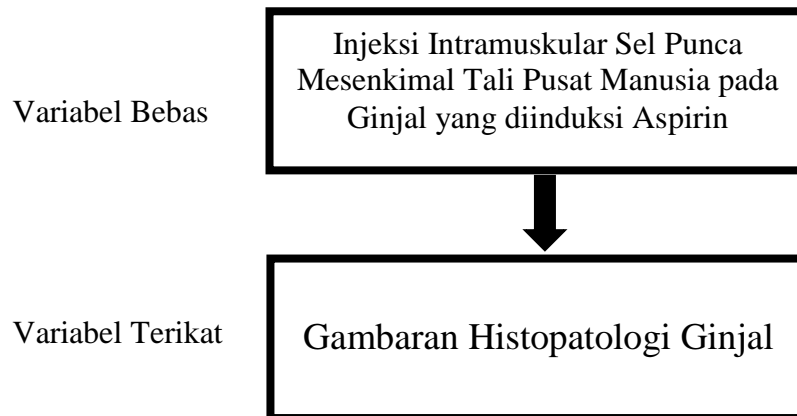 Variabel Bebas
Injeksi Intramuskular Sel Punca
Mesenkimal Tali Pusat Manusia pada
Ginjal yang diinduksi Aspirin
Variabel Terikat
Gambaran Histopatologi Ginjal